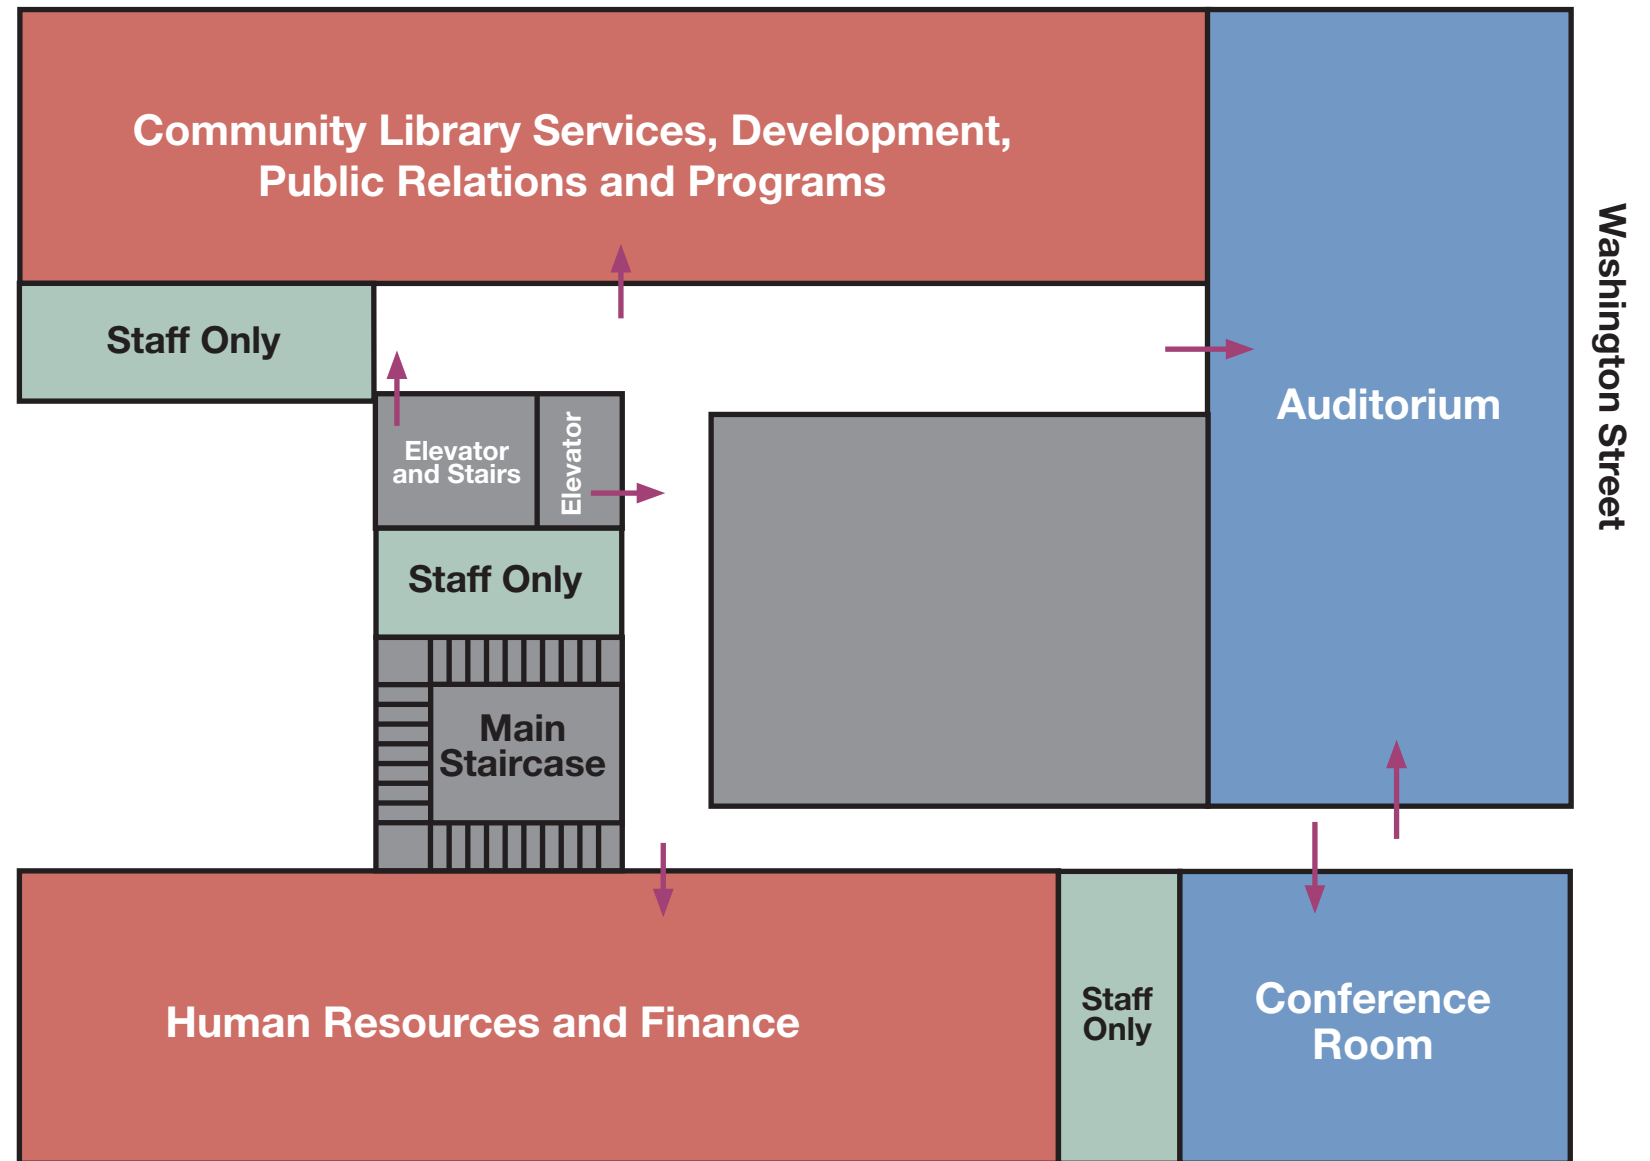 Community Library Services, Development,
Public Relations and Programs
Washington Street
Staff Only
Auditorium
Elevator
and Stairs
Elevator
Staff Only
Main
Staircase
Human Resources and Finance
Staff
Only
Conference
Room